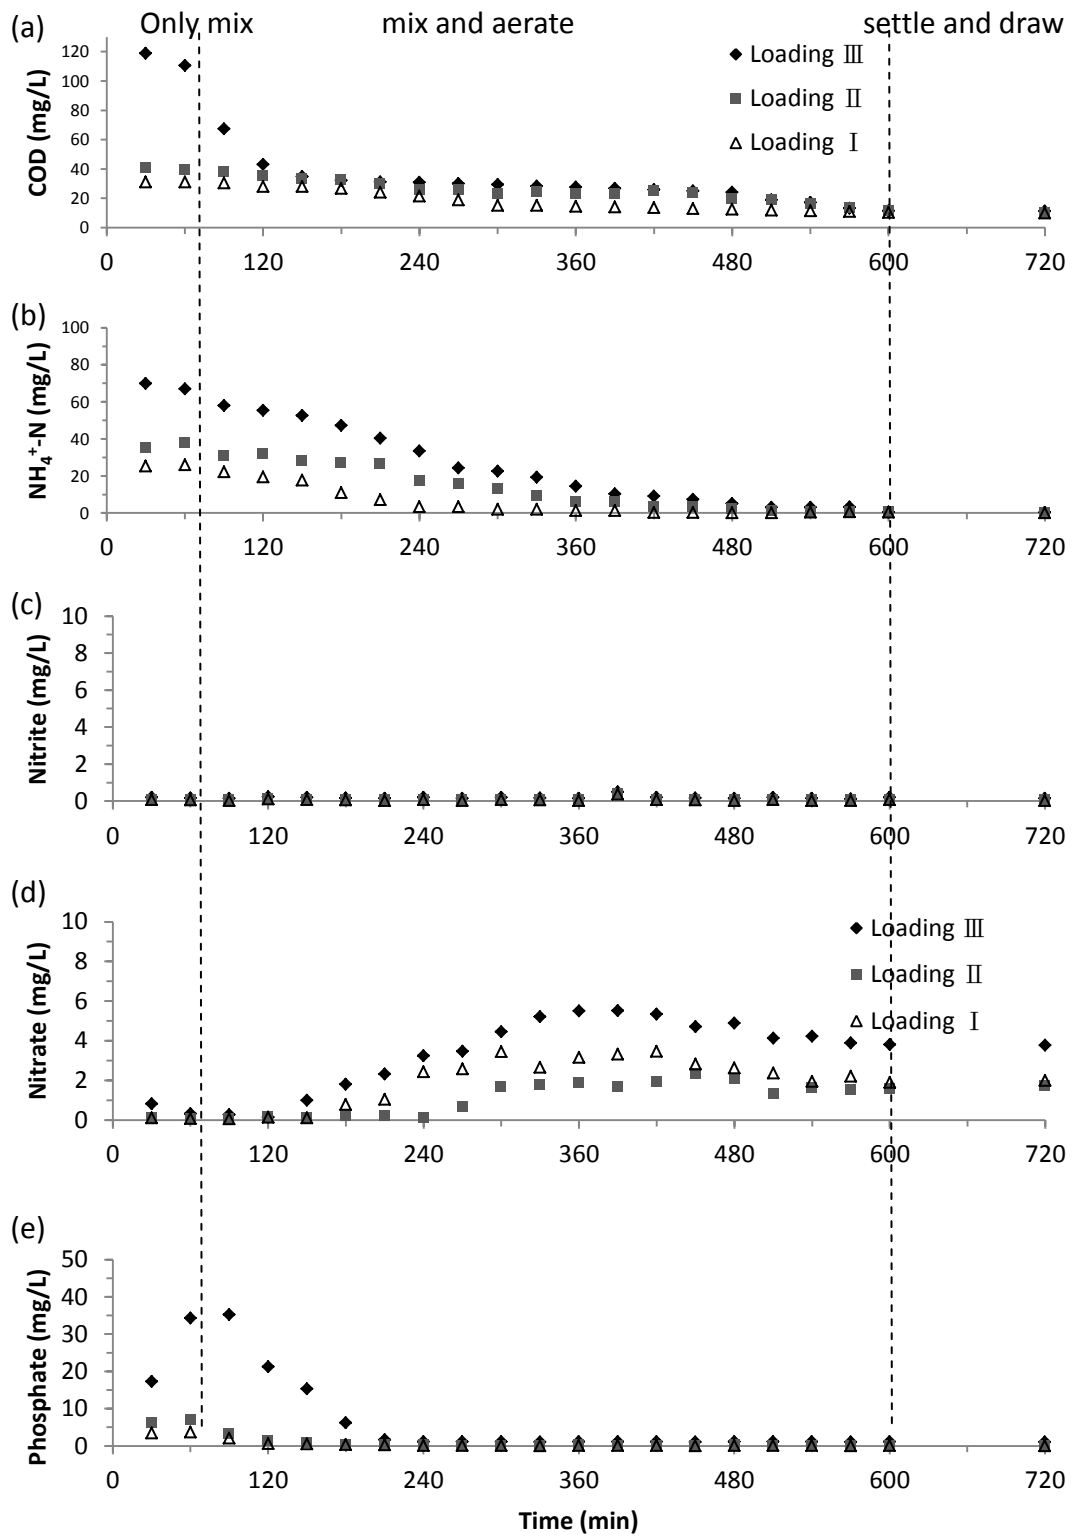 (a) Only mix mix and aerate settle and draw
COD (mg/L)
120
100
80
60
40
20
0
Loading Ⅲ
Loading Ⅱ
Loading Ⅰ
0 120 240 360 480 600 720
(b)
NH₄⁺-N (mg/L)
100
80
60
40
20
0
0 120 240 360 480 600 720
(c)
Nitrite (mg/L)
10
8
6
4
2
0
0 120 240 360 480 600 720
(d)
Nitrate (mg/L)
10
8
6
4
2
0
Loading Ⅲ
Loading Ⅱ
Loading Ⅰ
0 120 240 360 480 600 720
(e)
Phosphate (mg/L)
50
40
30
20
10
0
0 120 240 360 480 600 720
Time (min)